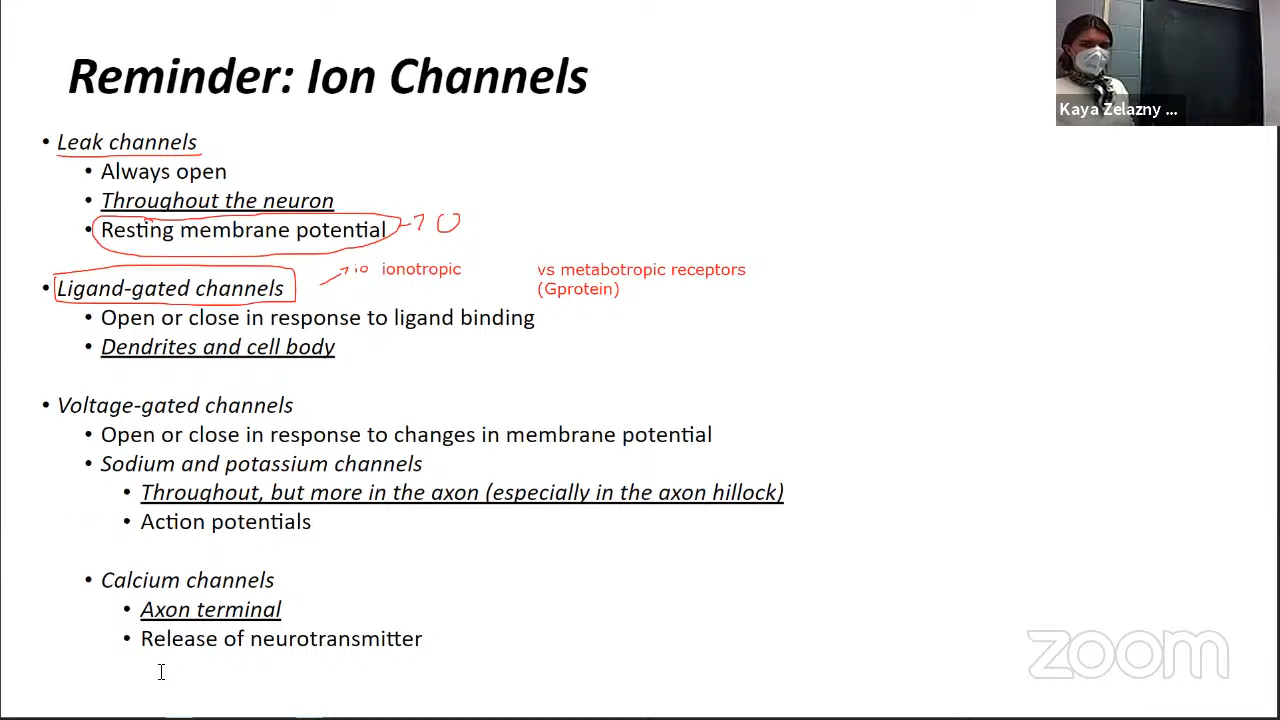 Reminder: Ion Channels
Kaya Zelazny ...
• Leak channels
• Always open
• Throughout the neuron
• Resting membrane potential
ionotropic
vs metabotropic receptors
(Gprotein)
• Ligand-gated channels
• Open or close in response to ligand binding
• Dendrites and cell body
• Voltage-gated channels
• Open or close in response to changes in membrane potential
• Sodium and potassium channels
• Throughout, but more in the axon (especially in the axon hillock)
• Action potentials
• Calcium channels
• Axon terminal
• Release of neurotransmitter
zoom